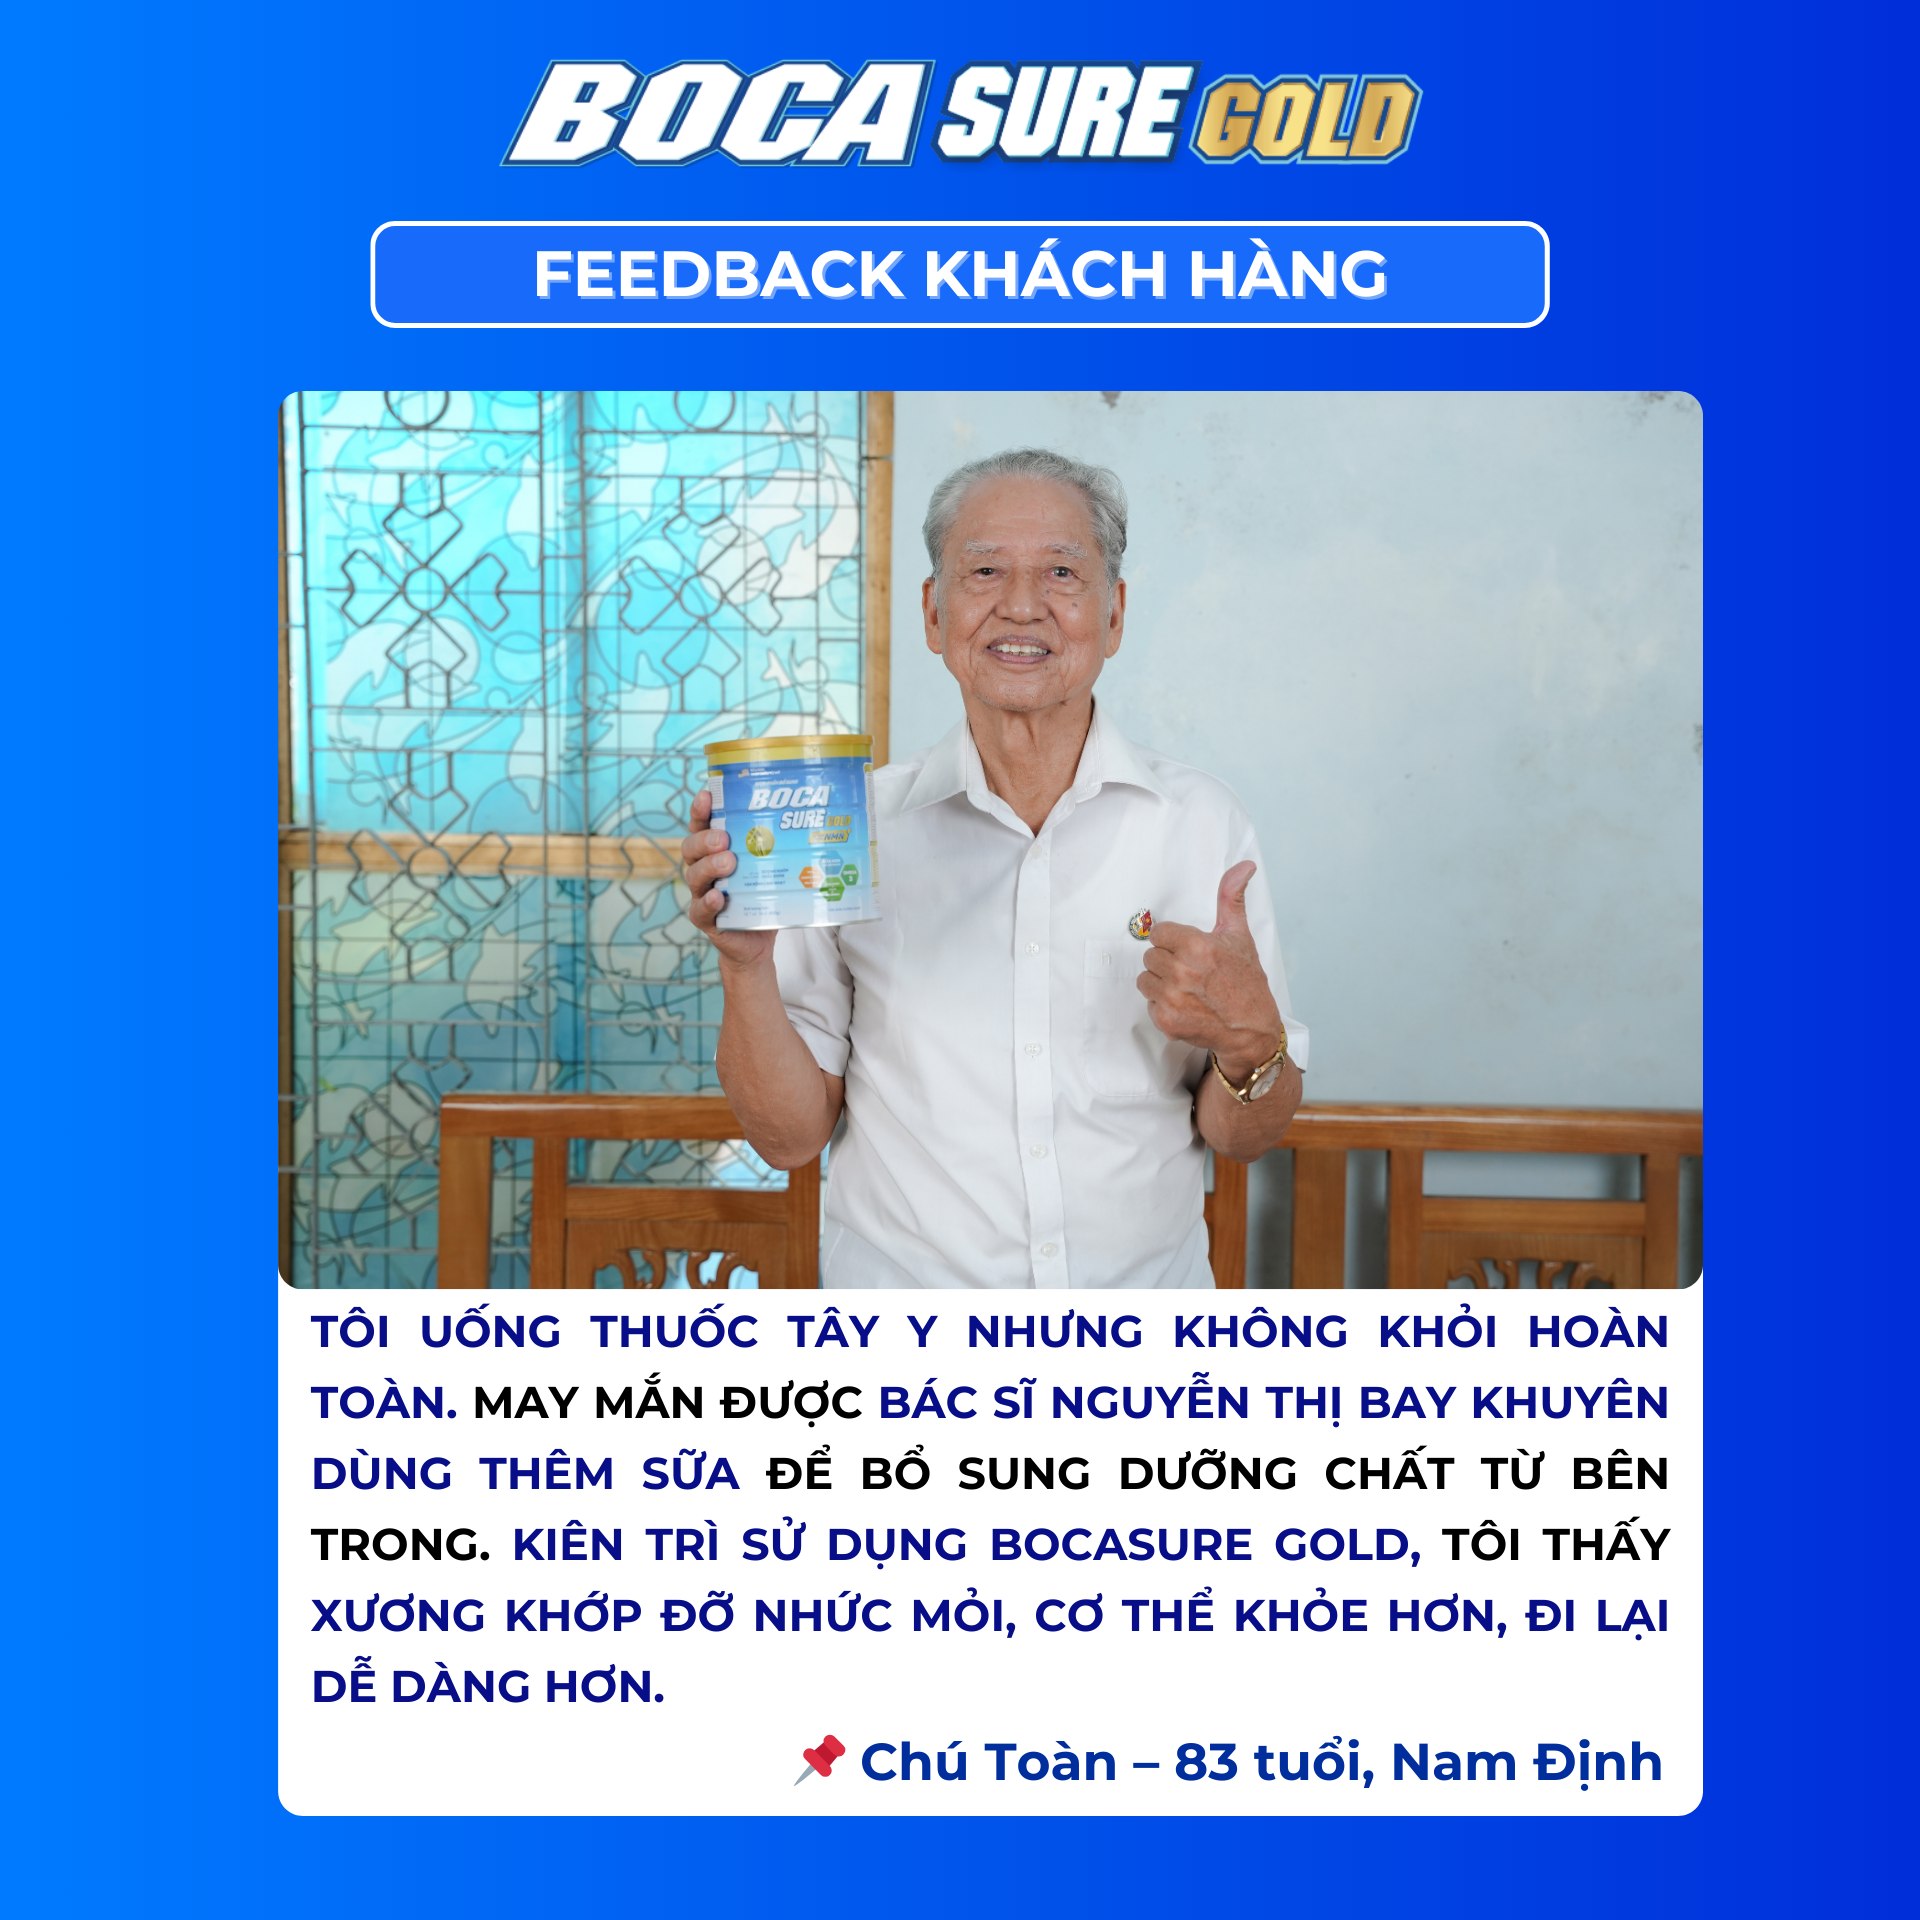 BOCA SURE GOLD
FEEDBACK KHÁCH HÀNG
BOCA
SURE GOLD
NMN
TÔI UỐNG THUỐC TÂY Y NHƯNG KHÔNG KHỎI HOÀN
TOÀN. MAY MẮN ĐƯỢC BÁC SĨ NGUYỄN THỊ BAY KHUYÊN
DÙNG THÊM SỮA ĐỂ BỔ SUNG DƯỠNG CHẤT TỪ BÊN
TRONG. KIÊN TRÌ SỬ DỤNG BOCASURE GOLD, TÔI THẤY
XƯƠNG KHỚP ĐỠ NHỨC MỎI, CƠ THỂ KHỎE HƠN, ĐI LẠI
DỄ DÀNG HƠN.
Chú Toàn – 83 tuổi, Nam Định